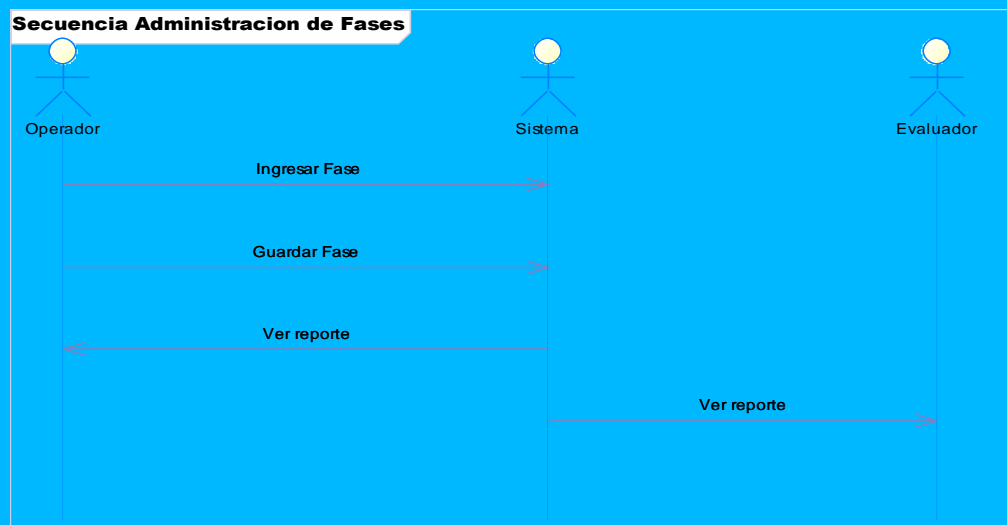 Secuencia Administracion de Fases
Operador
Sistema
Evaluador
Ingresar Fase
Guardar Fase
Ver reporte
Ver reporte